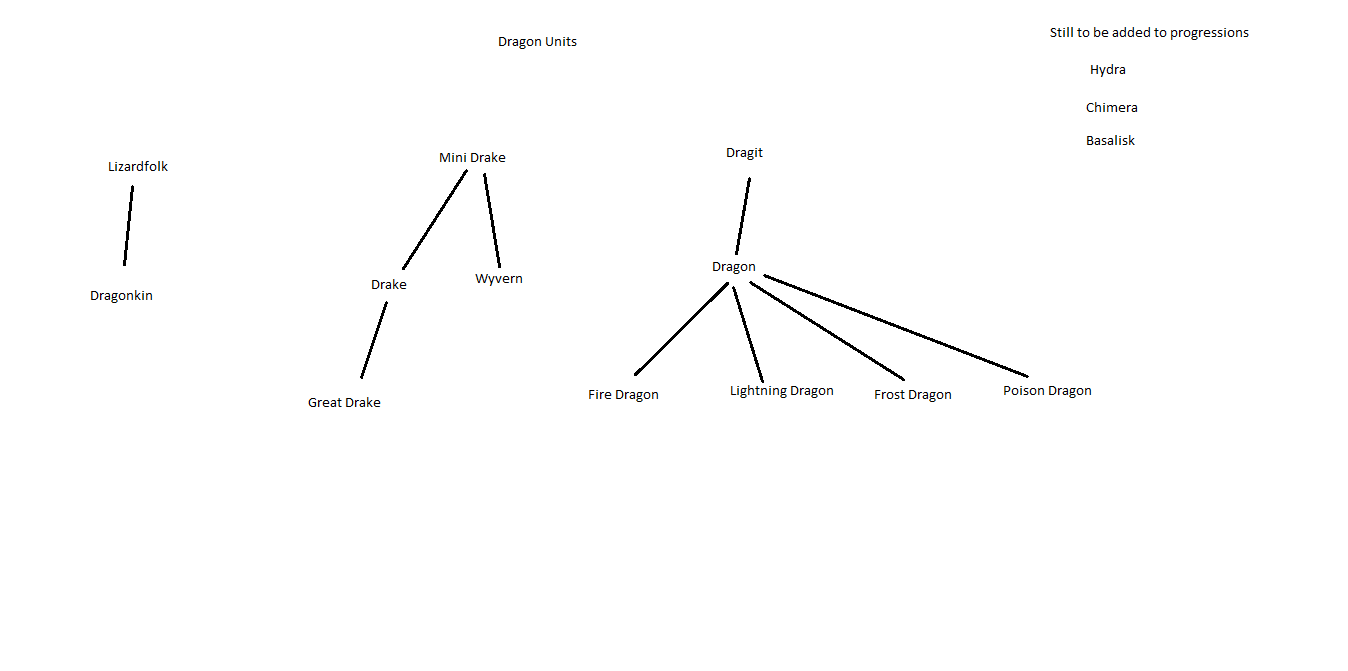 Dragon Units
Still to be added to progressions
Hydra
Chimera
Basalisk
Lizardfolk
Mini Drake
Dragit
Dragonkin
Drake
Wyvern
Dragon
Great Drake
Fire Dragon
Lightning Dragon
Frost Dragon
Poison Dragon